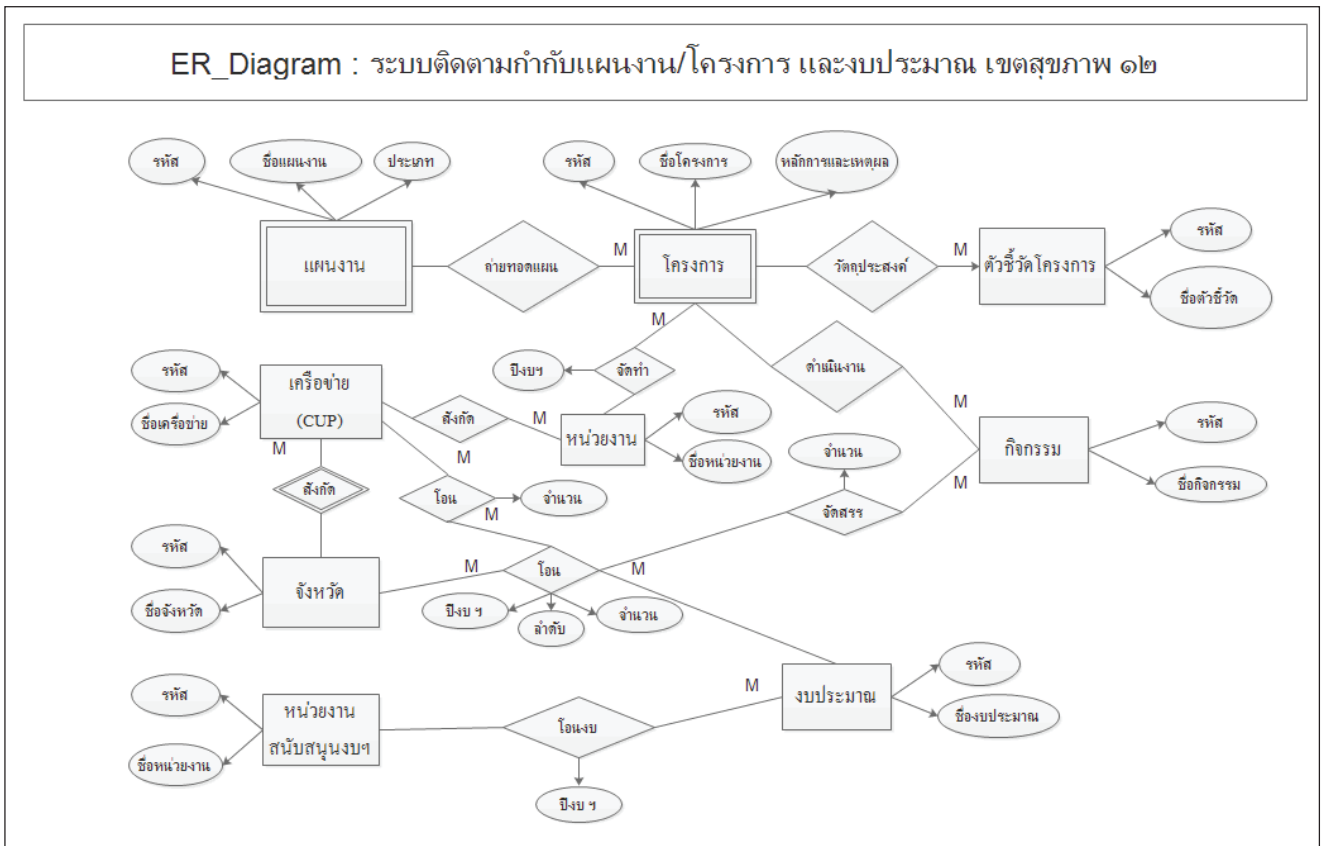 ER_Diagram : ระบบติดตามกำกับแผนงาน/โครงการ และงบประมาณ เขตสุขภาพ ๑๒
รหัส
ชื่อแผนงาน
ประเภท
รหัส
ชื่อโครงการ
หลักการและเหตุผล
แผนงาน
ถ่ายทอดแผน
M
โครงการ
วัตถุประสงค์
M
ตัวชี้วัดโครงการ
รหัส
ชื่อตัวชี้วัด
M
M
รหัส
ชื่อเครือข่าย
เครือข่าย
(CUP)
ปีงบฯ
จัดทำ
ดำเนินงาน
M
สังกัด
M
หน่วยงาน
รหัส
ชื่อหน่วยงาน
กิจกรรม
รหัส
ชื่อกิจกรรม
M
สังกัด
M
โอน
จำนวน
M
จำนวน
จัดสรร
M
รหัส
ชื่อจังหวัด
จังหวัด
M
โอน
M
ปีงบ ฯ
ลำดับ
จำนวน
รหัส
ชื่อหน่วยงาน
หน่วยงาน
สนับสนุนงบฯ
โอนงบ
ปีงบ ฯ
M
งบประมาณ
รหัส
ชื่องบประมาณ